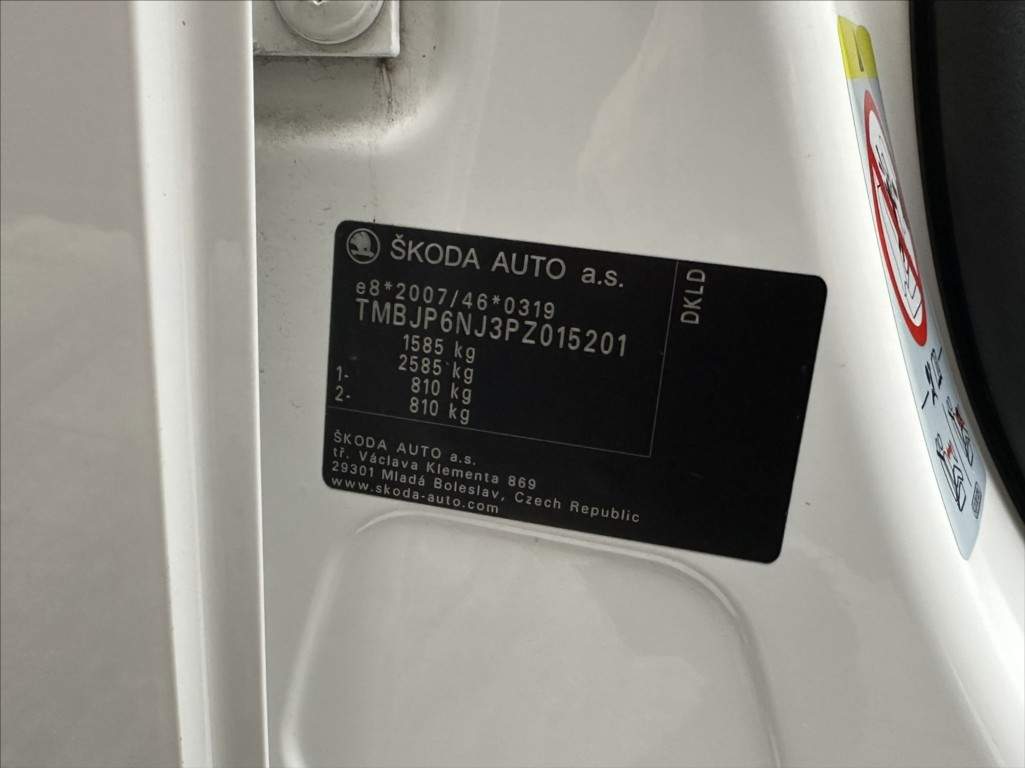 ŠKODA AUTO a.s.
e8*2007/46*0319
TMBJP6NJ3PZ015201
1585 kg
2585 kg
1- 810 kg
2- 810 kg
ŠKODA AUTO a.s.
tř. Václava Klementa 869
29301 Mladá Boleslav, Czech Republic
www.skoda-auto.com
DKLD